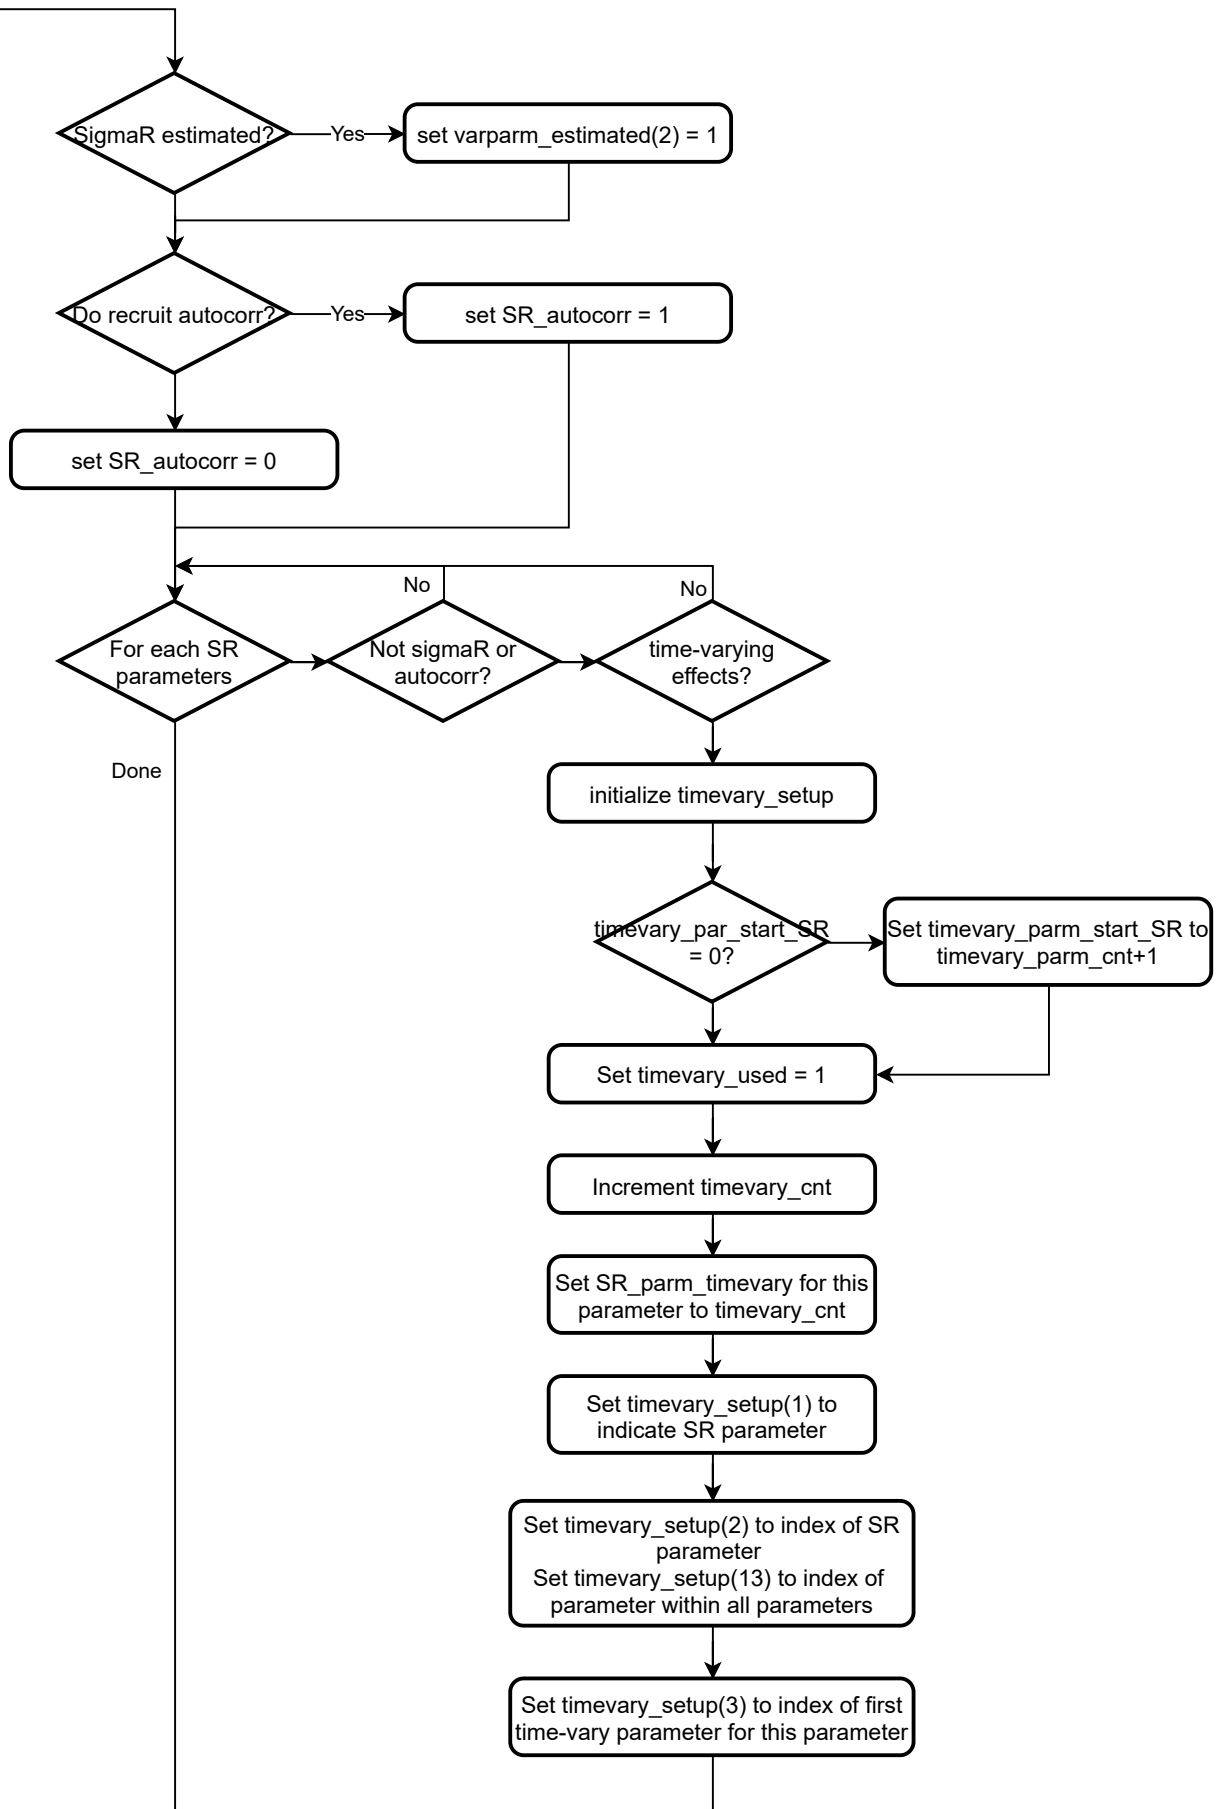 SigmaR estimated?
Yes
set varparm_estimated(2) = 1
Do recruit autocorr?
Yes
set SR_autocorr = 1
set SR_autocorr = 0
No
No
For each SR
parameters
Not sigmaR or
autocorr?
time-varying
effects?
Done
initialize timevary_setup
timevary_par_start_SR
= 0?
Set timevary_parm_start_SR to
timevary_parm_cnt+1
Set timevary_used = 1
Increment timevary_cnt
Set SR_parm_timevary for this
parameter to timevary_cnt
Set timevary_setup(1) to
indicate SR parameter
Set timevary_setup(2) to index of SR
parameter
Set timevary_setup(13) to index of
parameter within all parameters
Set timevary_setup(3) to index of first
time-vary parameter for this parameter